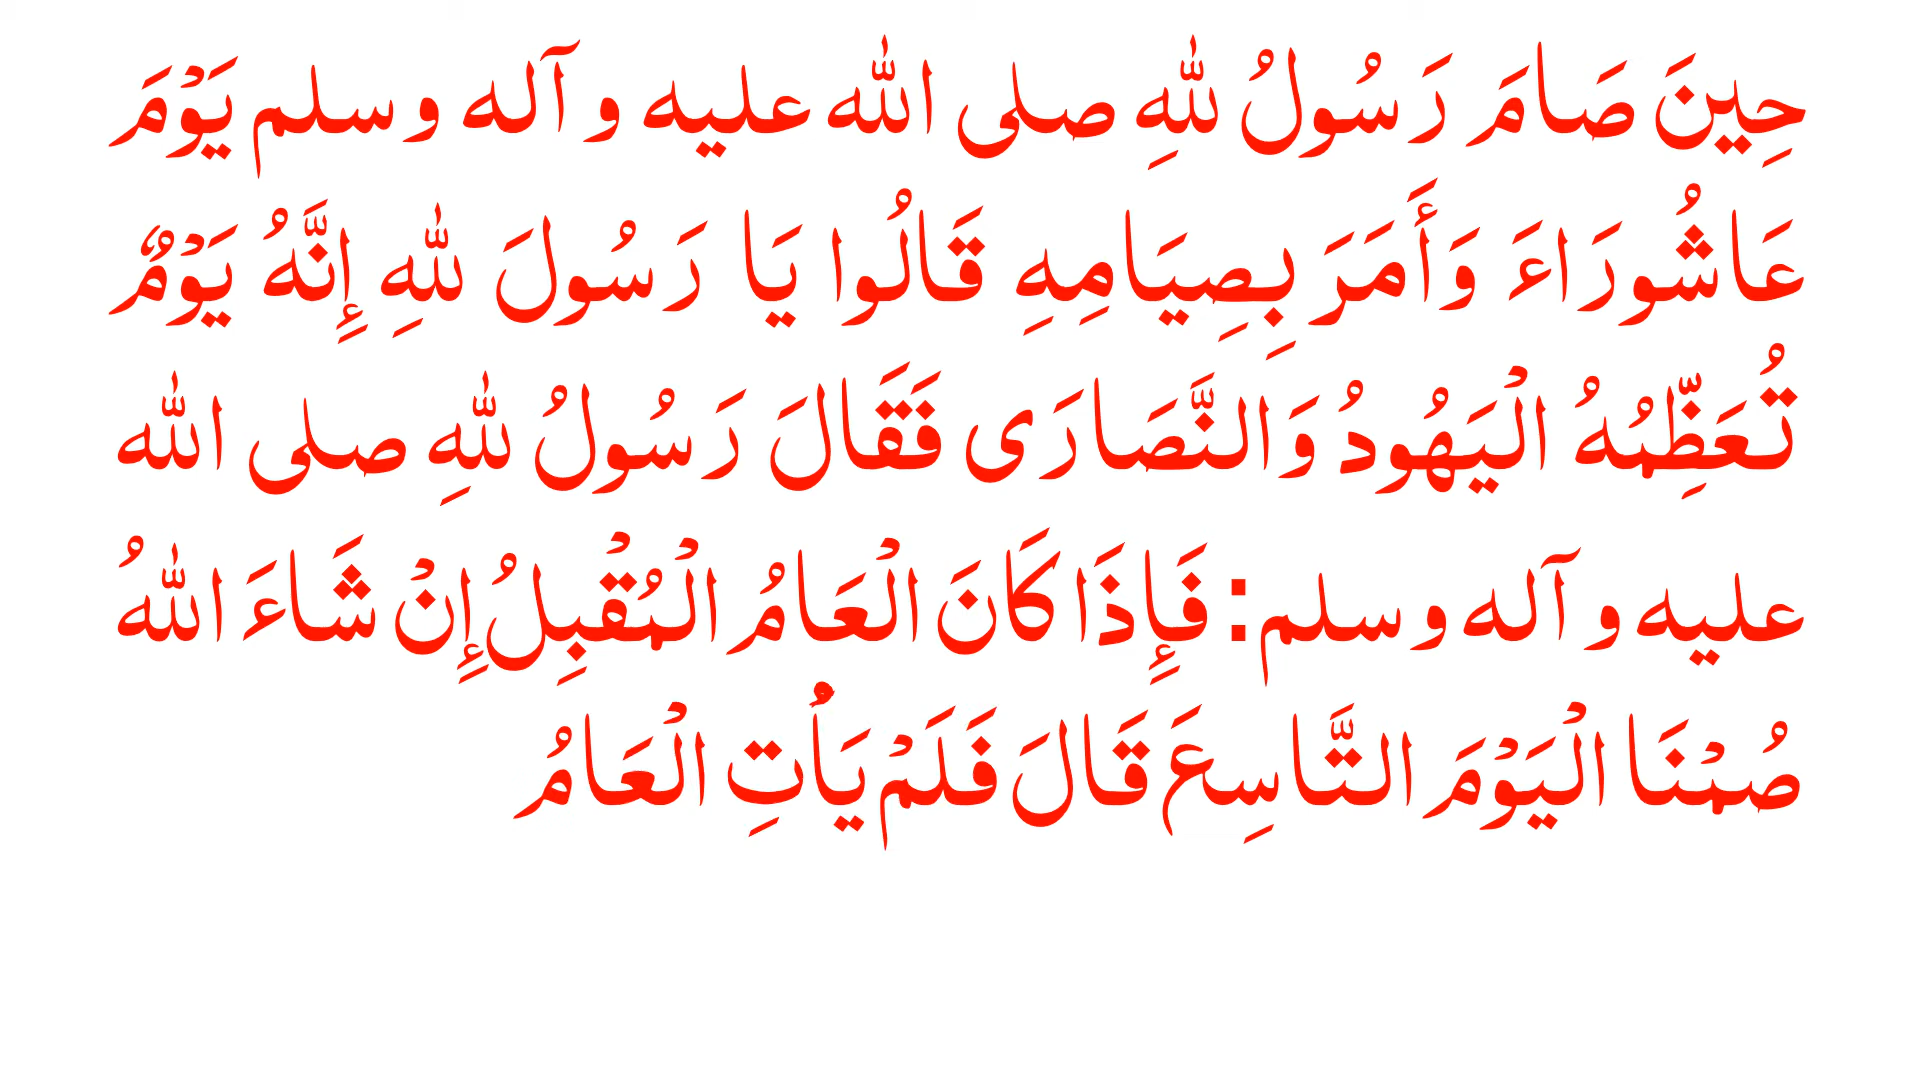 حِينَ صَامَ رَسُولُ للهِ صلى الله عليه و آله و سلم يَوْمَ
عَاشُورَاءَ وَأَمَرَ بِصِيَامِهِ قَالُوا يَا رَسُولَ للهِ إِنَّهُ يَوْمٌ
تُعَظِّمُهُ الْيَهُودُ وَالنَّصَارَى فَقَالَ رَسُولُ للهِ صلى الله
عليه و آله و سلم: فَإِذَا كَانَ الْعَامُ الْمُقْبِلُ إِنْ شَاءَ اللهُ
صُمْنَا الْيَوْمَ التَّاسِعَ قَالَ فَلَمْ يَأْتِ الْعَامُ